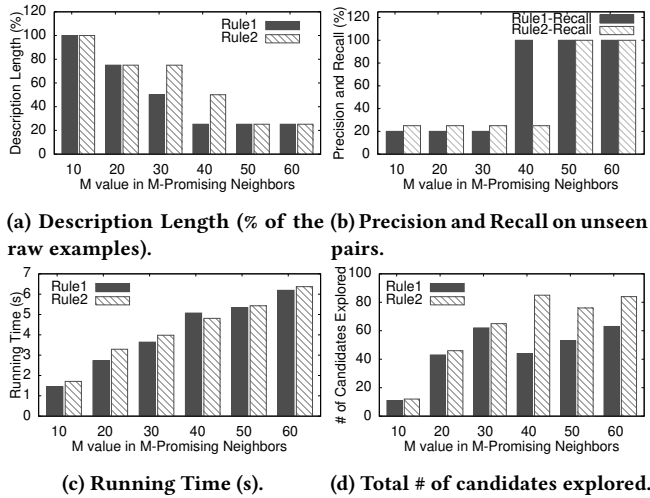 120
100
80
60
40
20
0
Description Length (%)
Rule1
Rule2
10 20 30 40 50 60
M value in M-Promising Neighbors
(a) Description Length (% of the
raw examples).
120
100
80
60
40
20
0
Precision and Recall (%)
Rule1-Recall
Rule2-Recall
10 20 30 40 50 60
M value in M-Promising Neighbors
(b) Precision and Recall on unseen
pairs.
7
6
5
4
3
2
1
0
Running Time (s)
Rule1
Rule2
10 20 30 40 50 60
M value in M-Promising Neighbors
(c) Running Time (s).
100
80
60
40
20
0
# of Candidates Explored
Rule1
Rule2
10 20 30 40 50 60
M value in M-Promising Neighbors
(d) Total # of candidates explored.